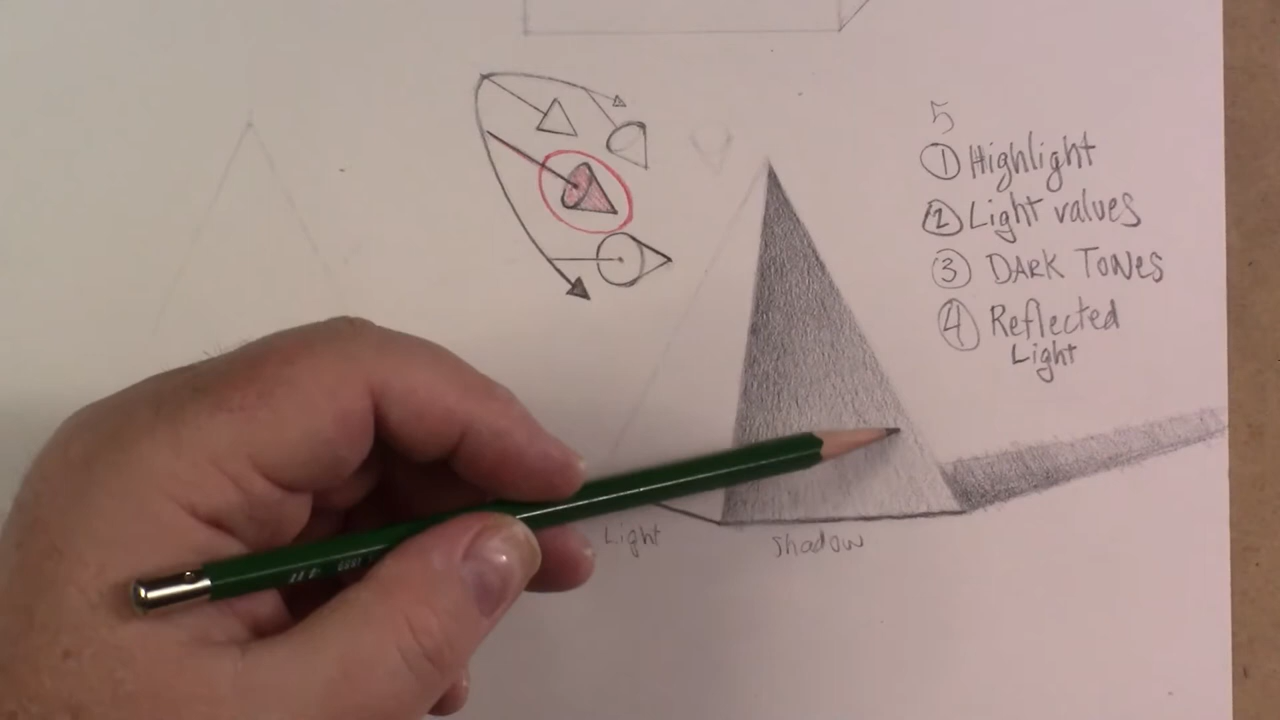 5
① Highlight
② Light values
③ DARK TONES
④ Reflected
Light
Light
Shadow